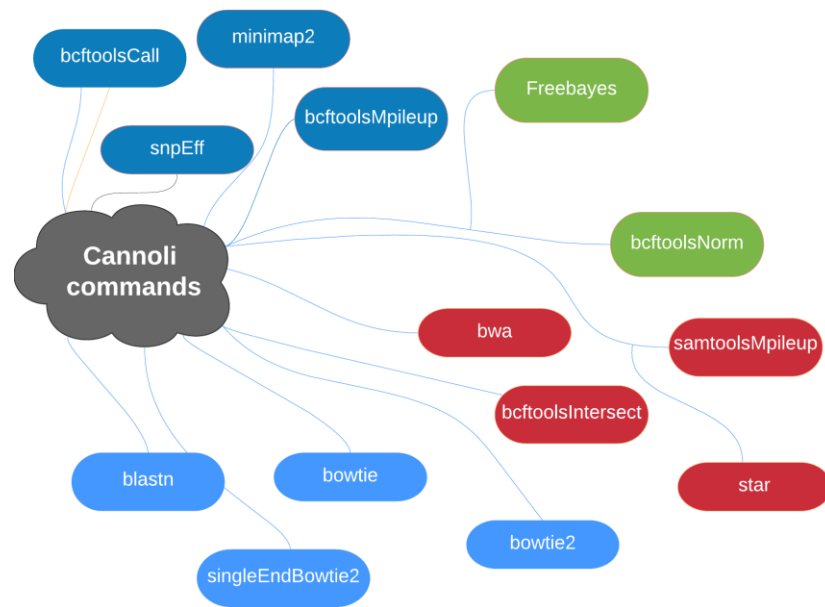 minimap2
bcftoolsCall
Freebayes
bcftoolsMpileup
snpEff
bcftoolsNorm
Cannoli
commands
bwa
samtoolsMpileup
bcftoolsIntersect
blastn
bowtie
star
bowtie2
singleEndBowtie2